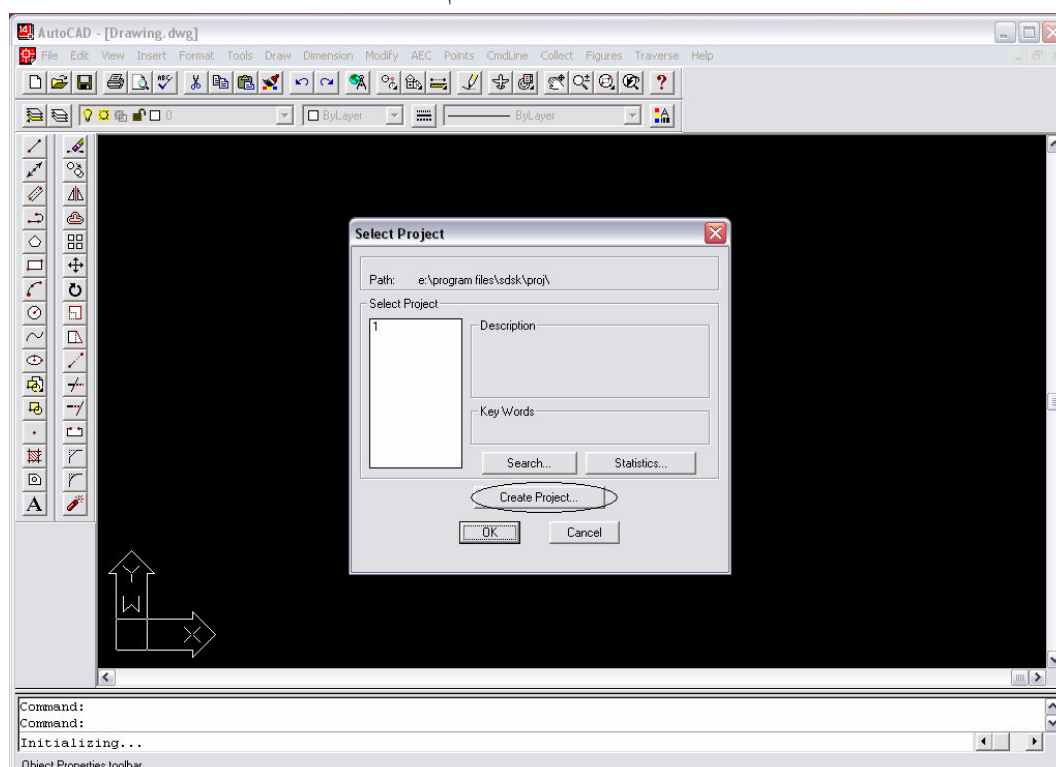 AutoCAD - [Drawing.dwg]
File Edit View Insert Format Tools Draw Dimension Modify AEC Points CmdLine Collect Figures Traverse Help
0 ByLayer ByLayer
Select Project
Path: e:\program files\sdsk\proj\
Select Project
1
Description
Key Words
Search... Statistics...
Create Project...
OK Cancel
A
Y
W
X
Command:
Command:
Initializing...
Object Properties toolbar